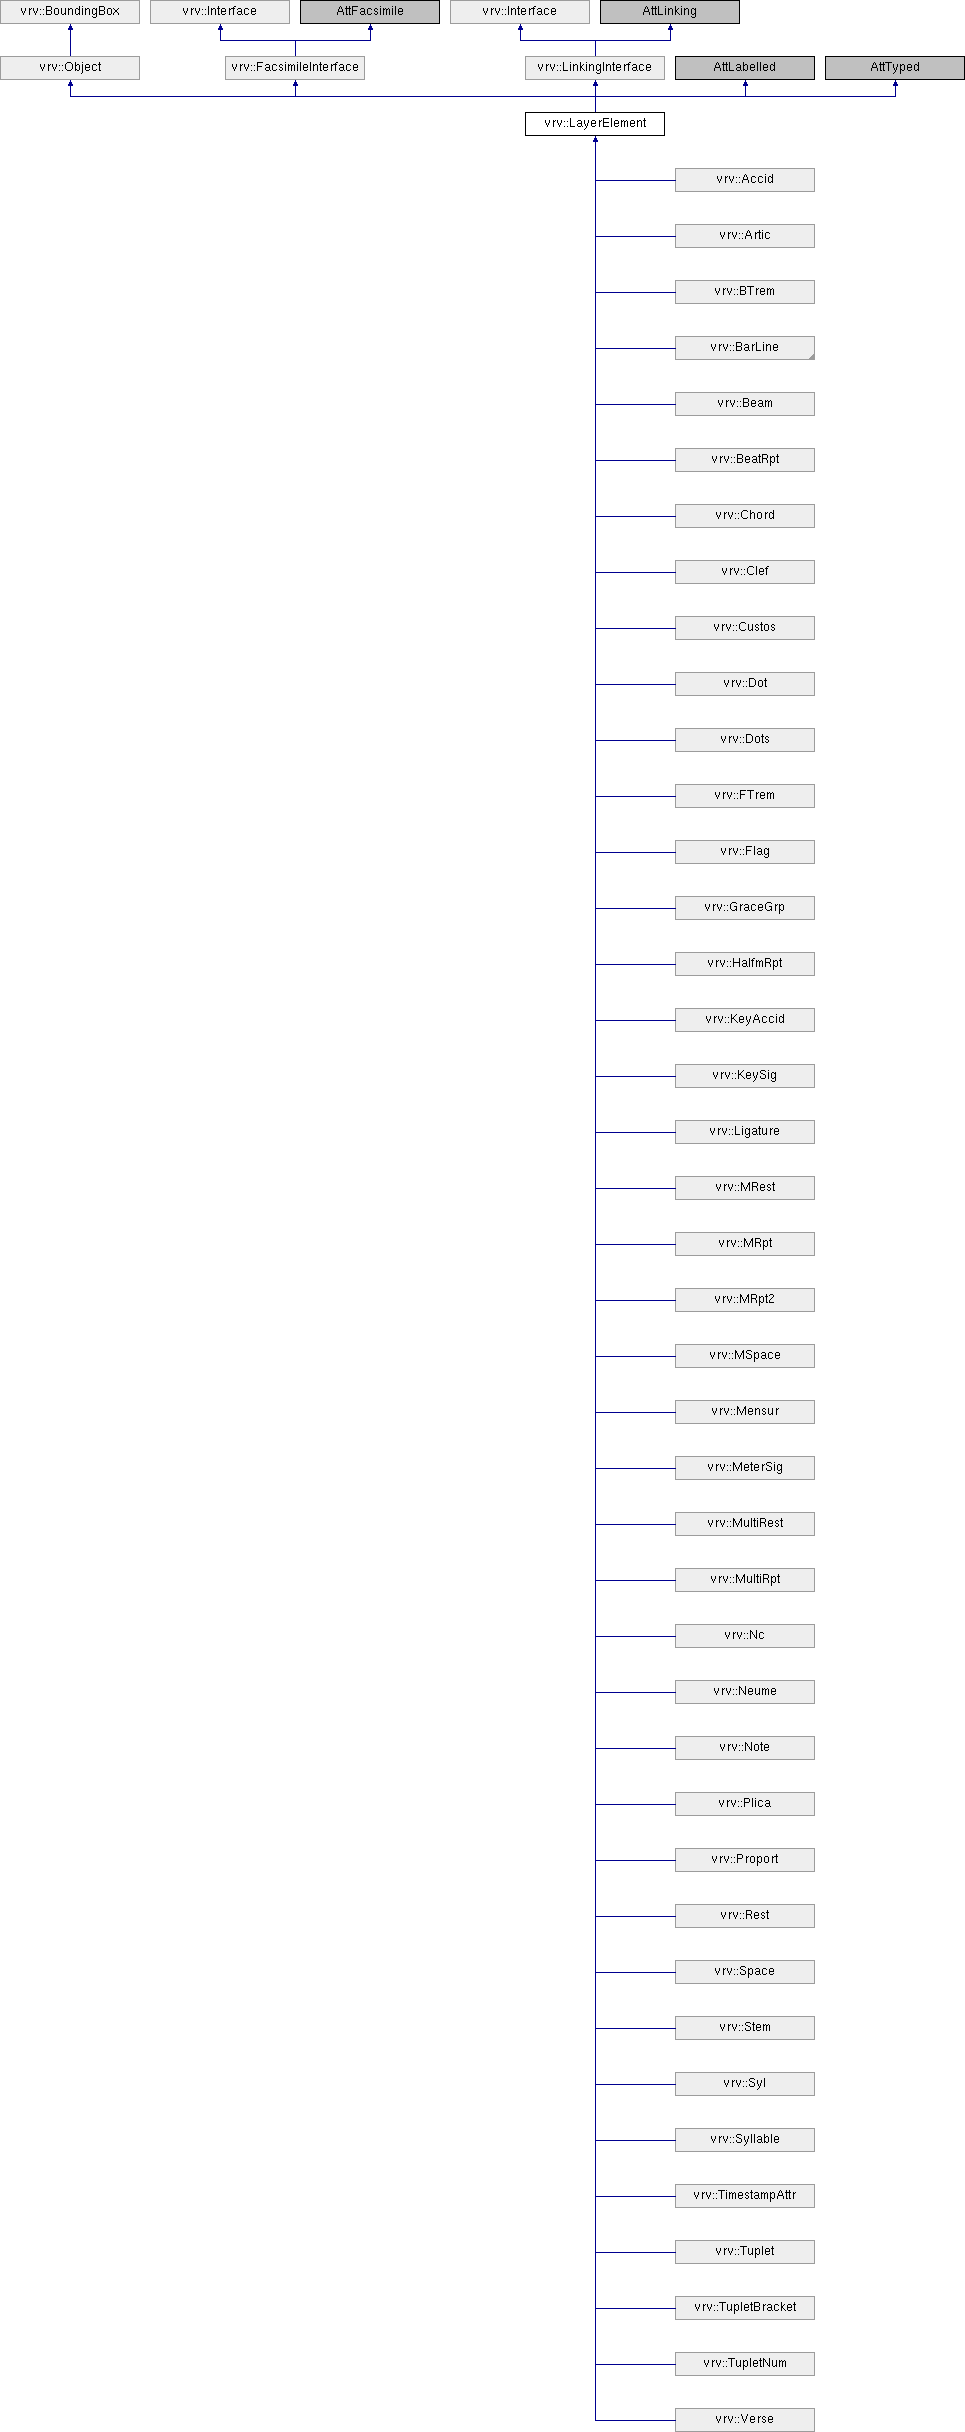 vrv::BoundingBox vrv::Interface AttFacsimile vrv::Interface AttLinking
vrv::Object vrv::FacsimileInterface vrv::LinkingInterface AttLabelled AttTyped
vrv::LayerElement
vrv::Accid
vrv::Artic
vrv::BTrem
vrv::BarLine
vrv::Beam
vrv::BeatRpt
vrv::Chord
vrv::Clef
vrv::Custos
vrv::Dot
vrv::Dots
vrv::FTrem
vrv::Flag
vrv::GraceGrp
vrv::HalfmRpt
vrv::KeyAccid
vrv::KeySig
vrv::Ligature
vrv::MRest
vrv::MRpt
vrv::MRpt2
vrv::MSpace
vrv::Mensur
vrv::MeterSig
vrv::MultiRest
vrv::MultiRpt
vrv::Nc
vrv::Neume
vrv::Note
vrv::Plica
vrv::Proport
vrv::Rest
vrv::Space
vrv::Stem
vrv::Syl
vrv::Syllable
vrv::TimestampAttr
vrv::Tuplet
vrv::TupletBracket
vrv::TupletNum
vrv::Verse